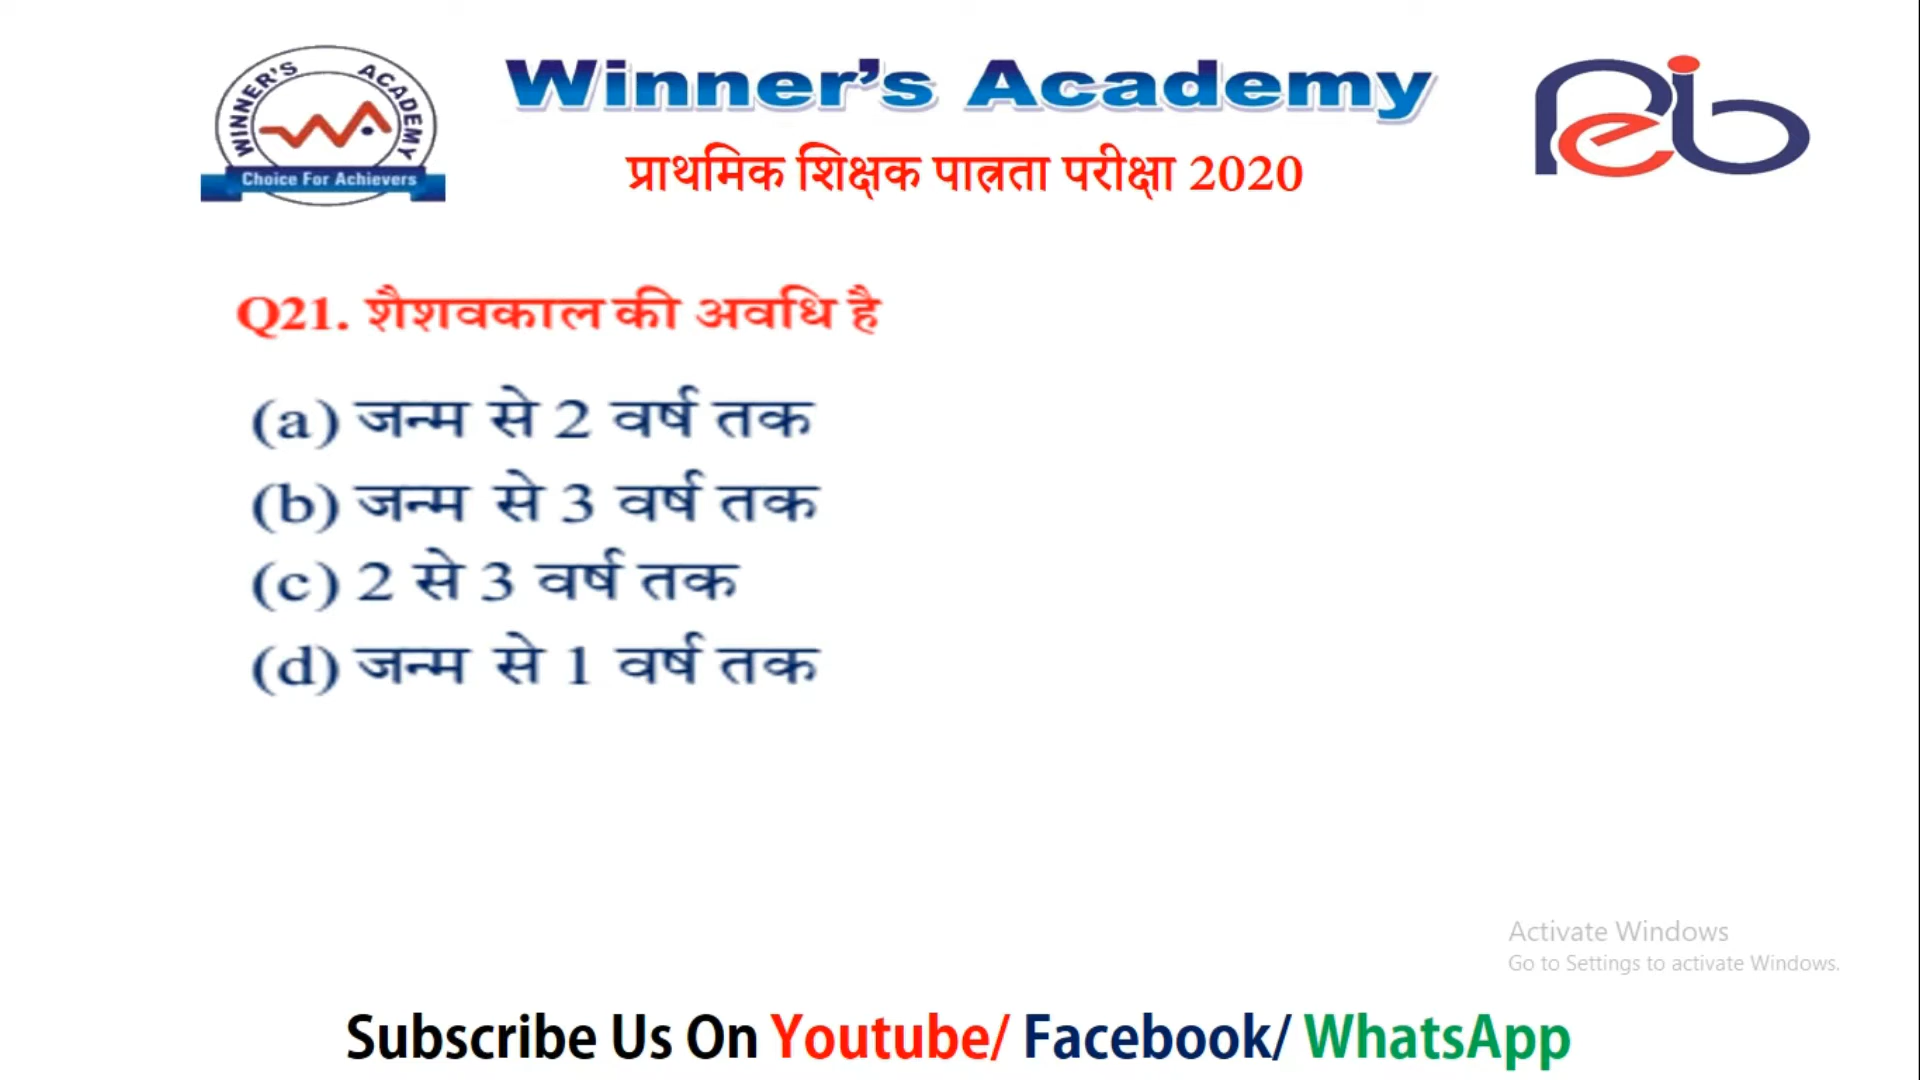 WINNER'S ACADEMY
Choice For Achievers
Winner's Academy
प्राथमिक शिक्षक पात्रता परीक्षा 2020
Peb
Q21. शैशवकाल की अवधि है
(a) जन्म से 2 वर्ष तक
(b) जन्म से 3 वर्ष तक
(c) 2 से 3 वर्ष तक
(d) जन्म से 1 वर्ष तक
Activate Windows
Go to Settings to activate Windows.
Subscribe Us On Youtube/ Facebook/ WhatsApp